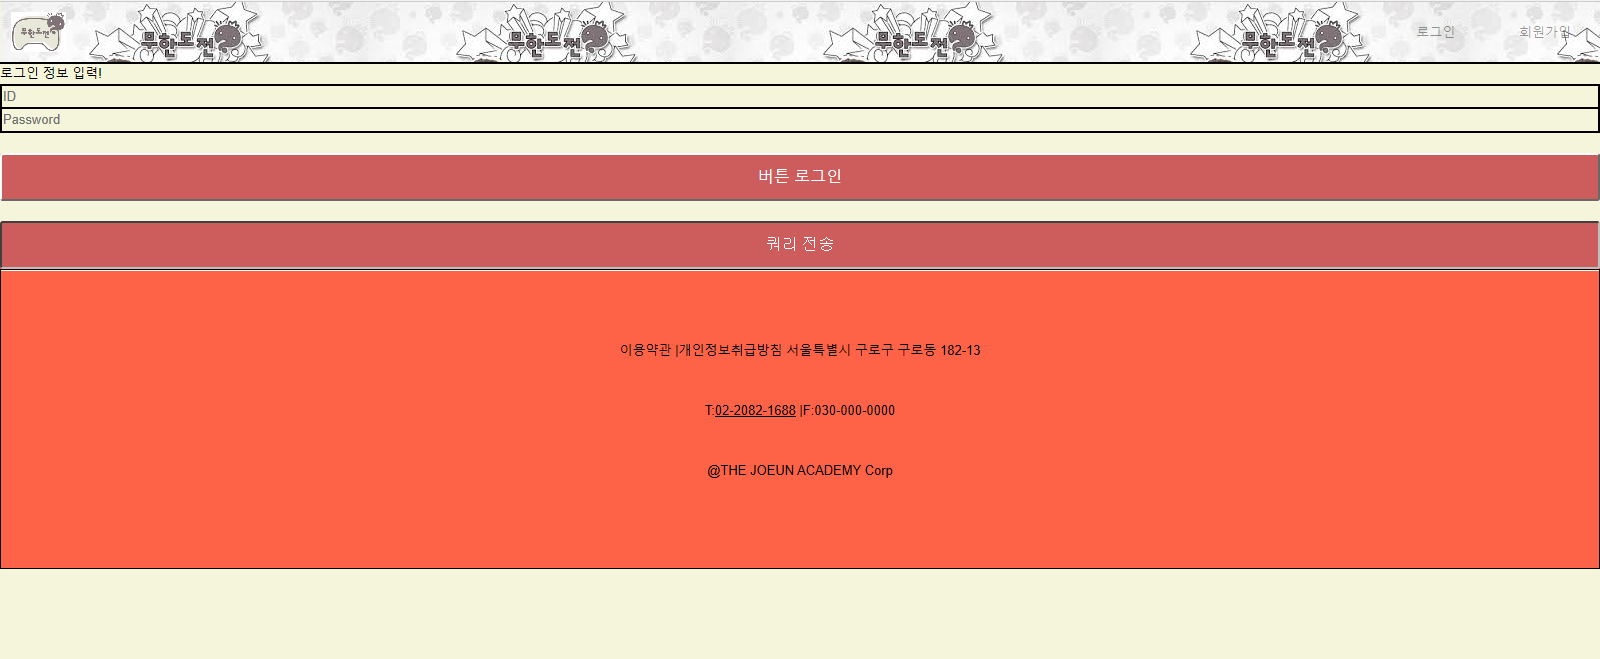 무한도전
무한도전 무한도전 무한도전 무한도전
로그인 회원가입
로그인 정보 입력!
ID
Password
버튼 로그인
쿼리 전송
이용약관 |개인정보취급방침 서울특별시 구로구 구로동 182-13
T:02-2082-1688 |F:030-000-0000
@THE JOEUN ACADEMY Corp